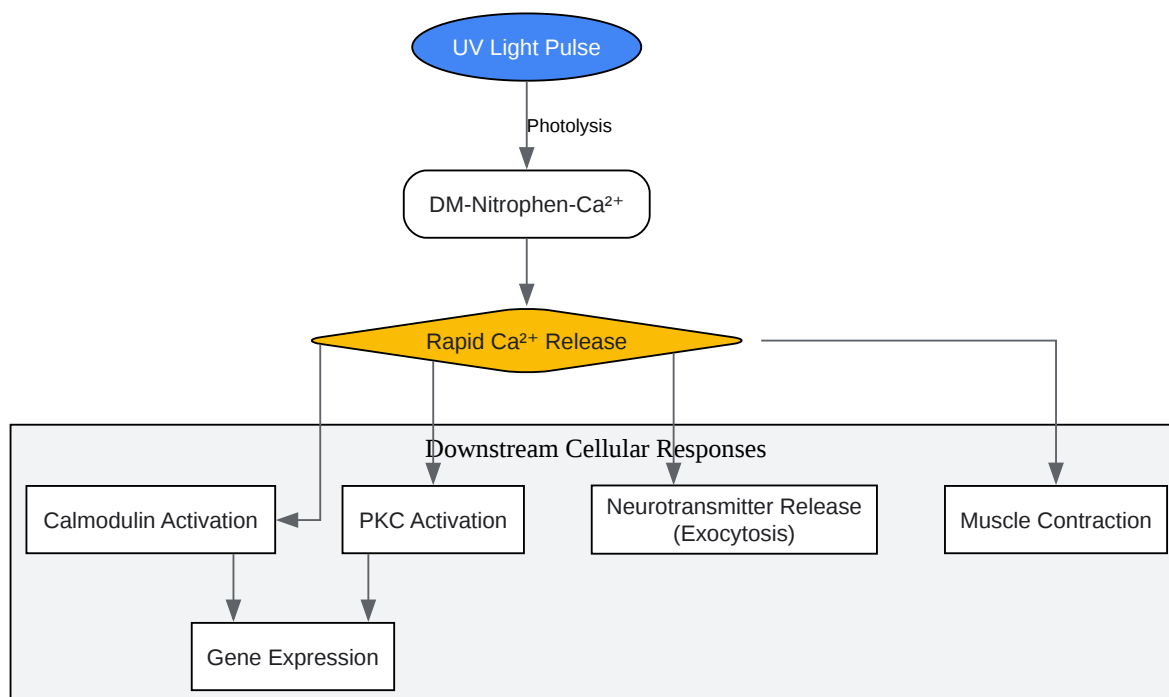 UV Light Pulse
Photolysis
DM-Nitrophen-Ca²⁺
Rapid Ca²⁺ Release
Downstream Cellular Responses
Calmodulin Activation
PKC Activation
Neurotransmitter Release
(Exocytosis)
Muscle Contraction
Gene Expression